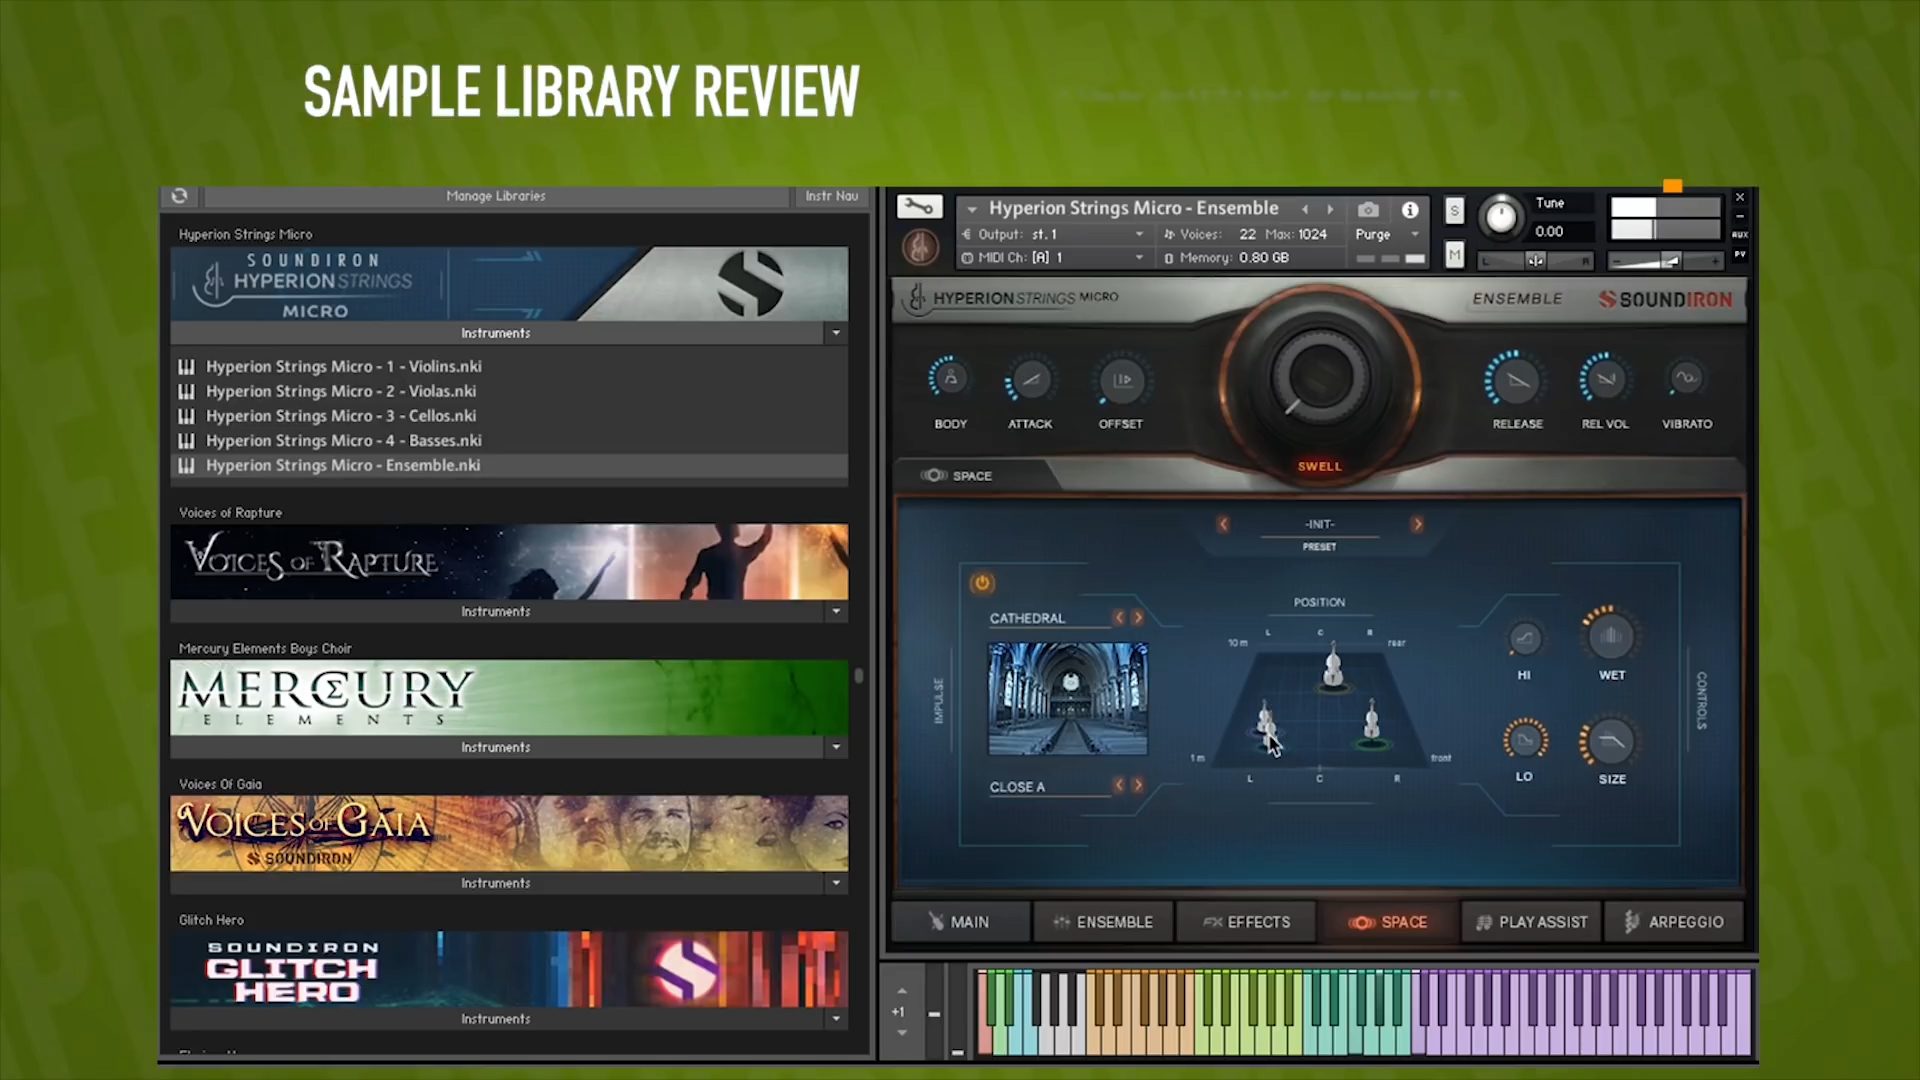 SAMPLE LIBRARY REVIEW
Manage Libraries
Instr Nav
Hyperion Strings Micro
SOUNDIRON
HYPERION STRINGS
MICRO
Instruments
Hyperion Strings Micro - 1 - Violins.nki
Hyperion Strings Micro - 2 - Violas.nki
Hyperion Strings Micro - 3 - Cellos.nki
Hyperion Strings Micro - 4 - Basses.nki
Hyperion Strings Micro - Ensemble.nki
Voices of Rapture
VOICES OF RAPTURE
Instruments
Mercury Elements Boys Choir
MERCURY
ELEMENTS
Instruments
Voices Of Gaia
VOICES OF GAIA
SOUNDIRON
Instruments
Glitch Hero
SOUNDIRON
GLITCH
HERO
Instruments
Hyperion Strings Micro - Ensemble
Output: st. 1
Voices: 22 Max: 1024
Purge
MIDI Ch: [A] 1
Memory: 0.80 GB
S
M
Tune
0.00
L R
AUX
PV
HYPERION STRINGS MICRO
ENSEMBLE
SOUNDIRON
BODY
ATTACK
OFFSET
SWELL
RELEASE
REL VOL
VIBRATO
SPACE
-INIT-
PRESET
IMPULSE
CATHEDRAL
CLOSE A
POSITION
L C R
10 m
rear
1 m
front
L C R
HI
WET
LO
SIZE
CONTROLS
MAIN
ENSEMBLE
FX EFFECTS
SPACE
PLAY ASSIST
ARPEGGIO
+1